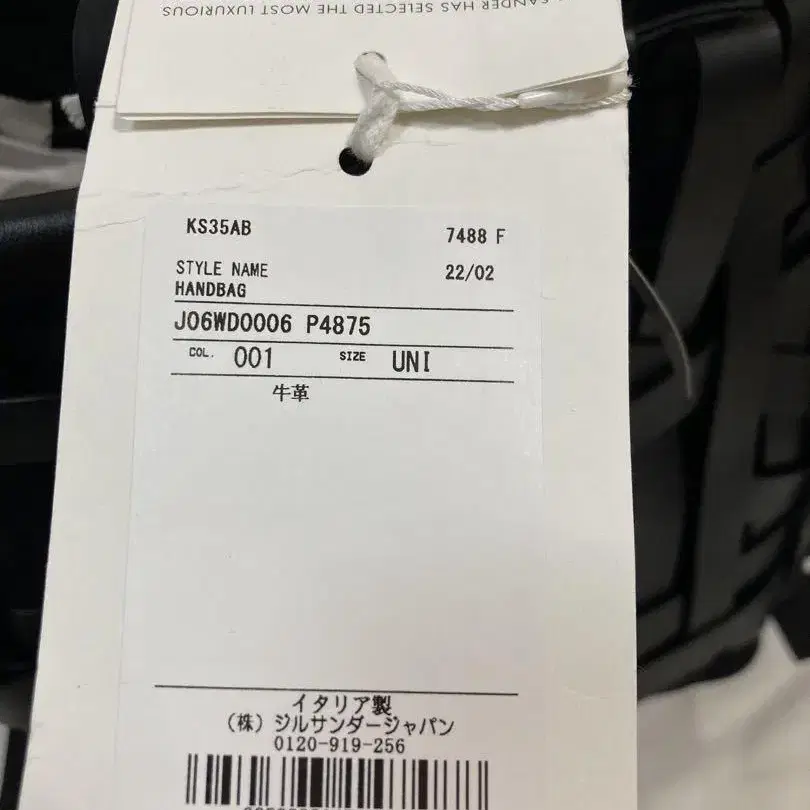 SANDER HAS SELECTED THE MOST LUXURIOUS
KS35AB
7488 F
STYLE NAME
22/02
HANDBAG
J06WD0006 P4875
COL. 001 SIZE UNI
牛革
イタリア製
(株) ジルサンダージャパン
0120-919-256